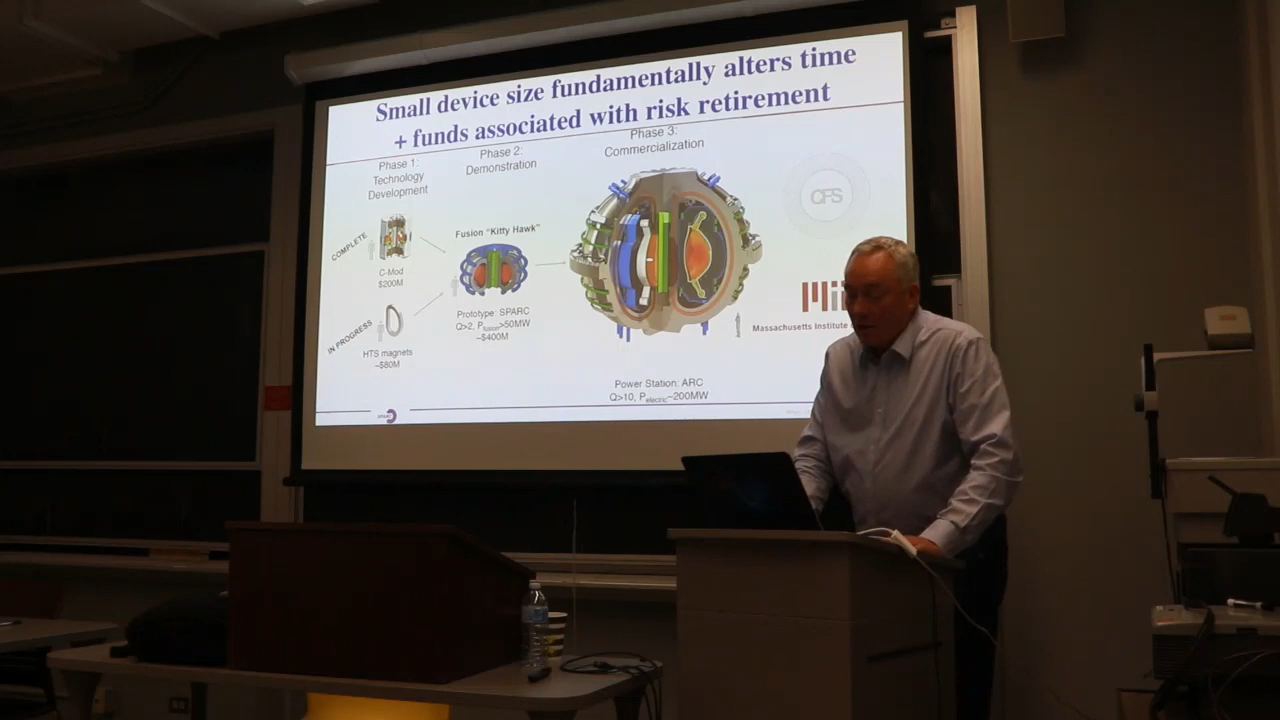 Small device size fundamentally alters time
+ funds associated with risk retirement
Phase 1:
Technology
Development
Phase 2:
Demonstration
Phase 3:
Commercialization
CFS
COMPLETE
C-Mod
$200M
Fusion "Kitty Hawk"
IN PROGRESS
HTS magnets
~$80M
Prototype: SPARC
Q>2, Pfusion>50MW
~$400M
MIT
Massachusetts Institute
Power Station: ARC
Q>10, Pelectric~200MW